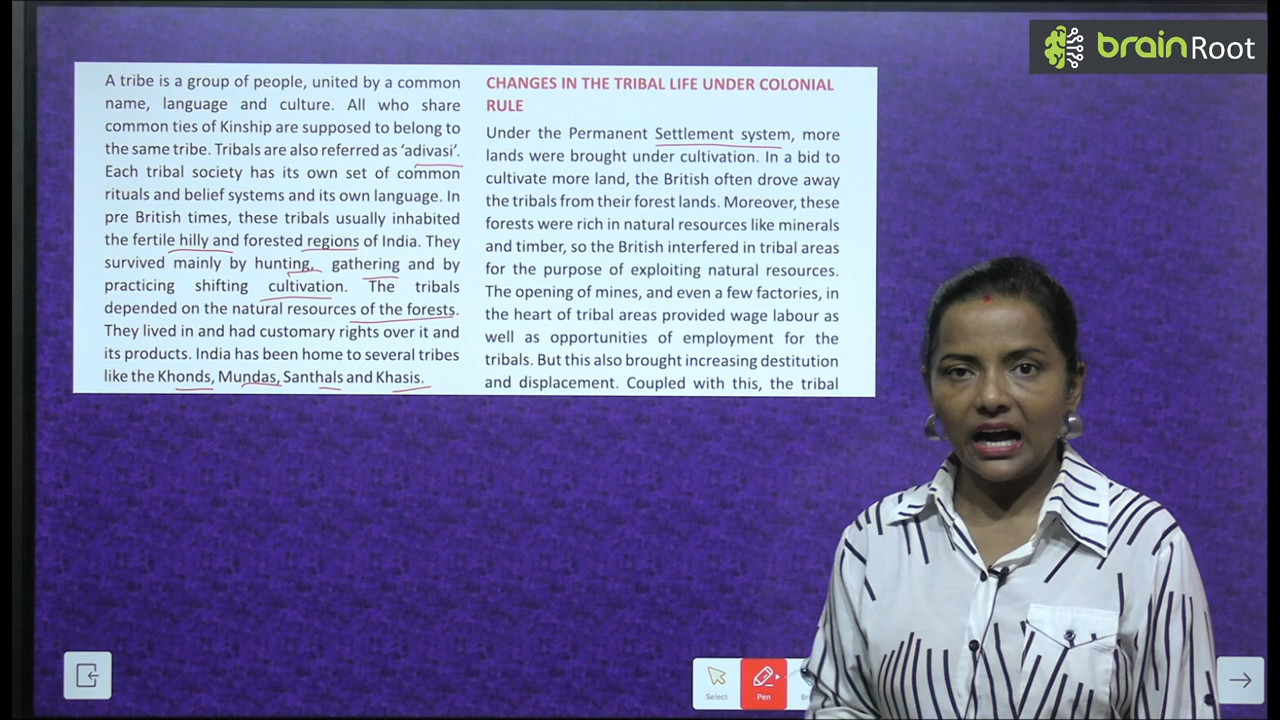 brainRoot
A tribe is a group of people, united by a common
name, language and culture. All who share
common ties of Kinship are supposed to belong to
the same tribe. Tribals are also referred as ‘adivasi’.
Each tribal society has its own set of common
rituals and belief systems and its own language. In
pre British times, these tribals usually inhabited
the fertile hilly and forested regions of India. They
survived mainly by hunting, gathering and by
practicing shifting cultivation. The tribals
depended on the natural resources of the forests.
They lived in and had customary rights over it and
its products. India has been home to several tribes
like the Khonds, Mundas, Santhals and Khasis.
CHANGES IN THE TRIBAL LIFE UNDER COLONIAL
RULE
Under the Permanent Settlement system, more
lands were brought under cultivation. In a bid to
cultivate more land, the British often drove away
the tribals from their forest lands. Moreover, these
forests were rich in natural resources like minerals
and timber, so the British interfered in tribal areas
for the purpose of exploiting natural resources.
The opening of mines, and even a few factories, in
the heart of tribal areas provided wage labour as
well as opportunities of employment for the
tribals. But this also brought increasing destitution
and displacement. Coupled with this, the tribal
Select
Pen